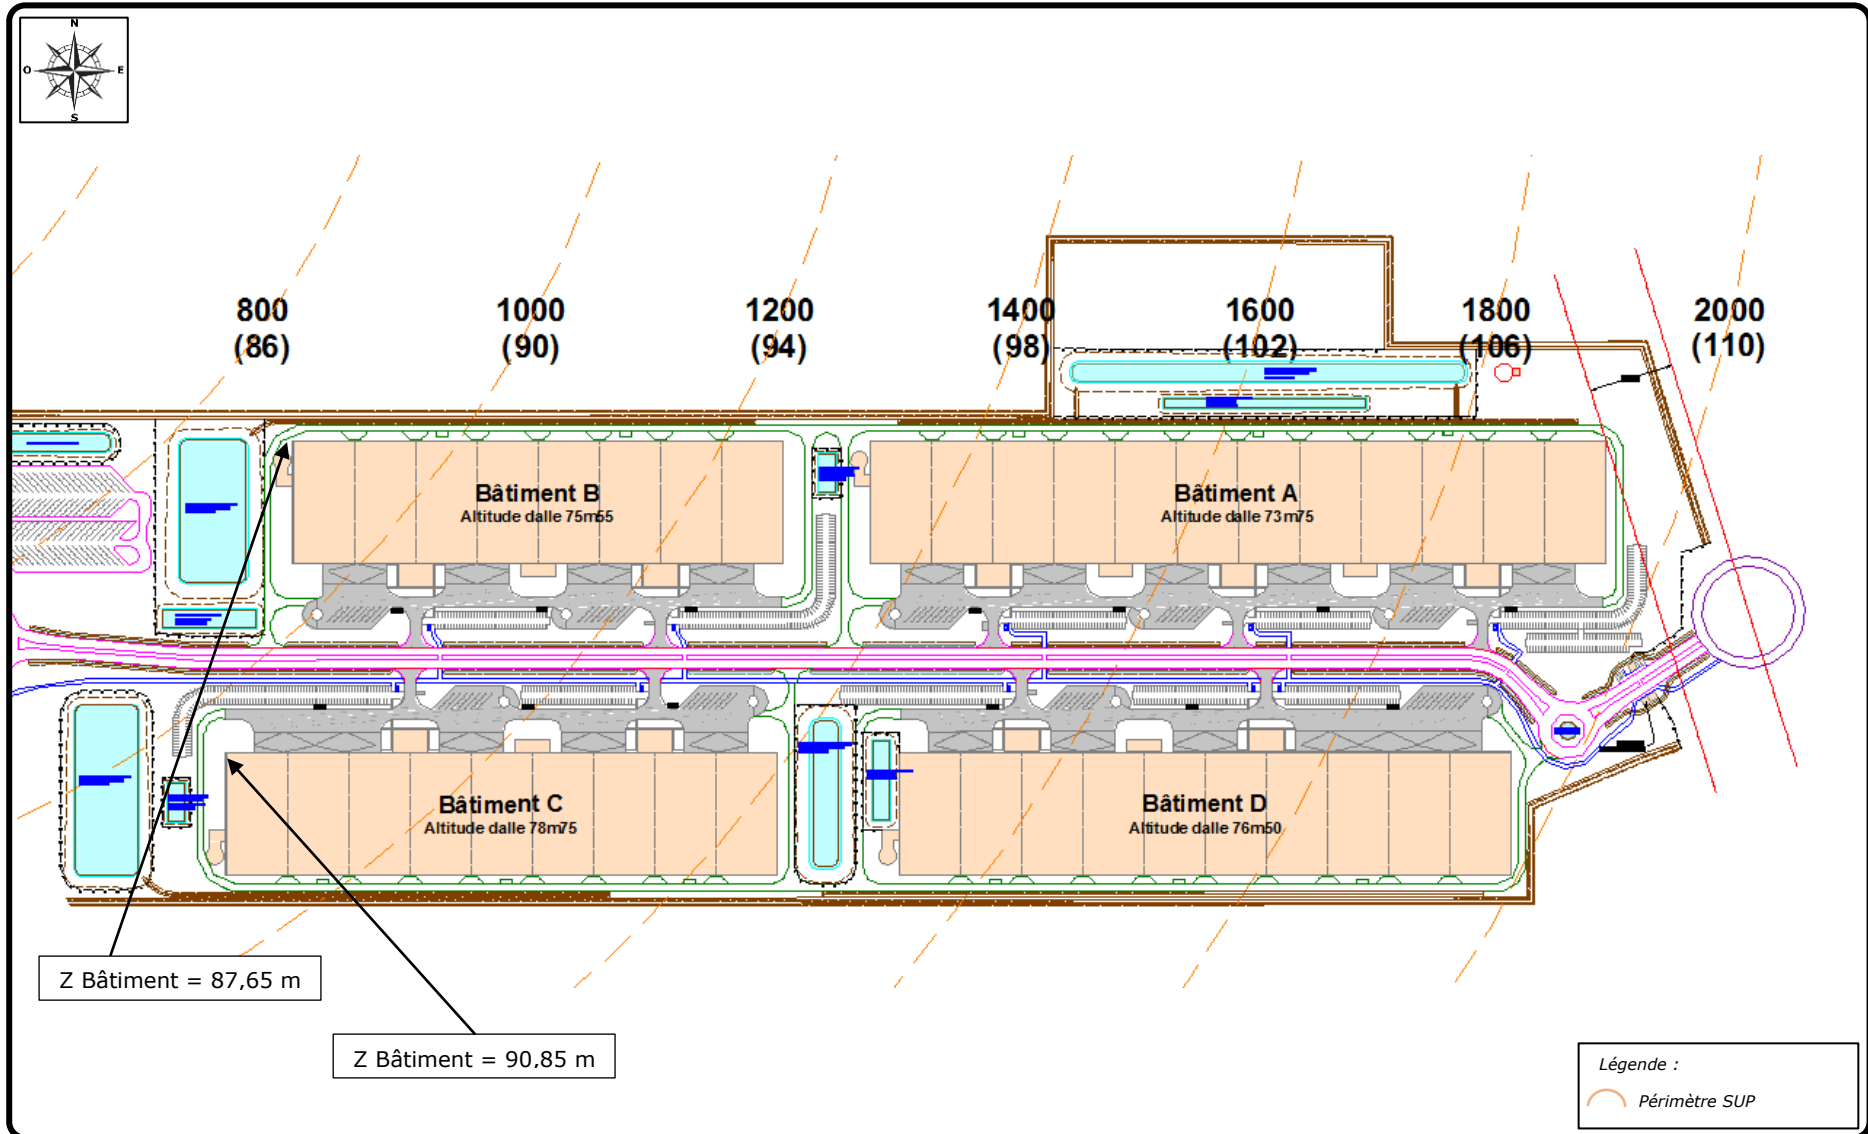 N
O E
S
800 1000 1200 1400 1600 1800 2000
(86) (90) (94) (98) (102) (106) (110)
Bâtiment B
Altitude dalle 75m55
Bâtiment A
Altitude dalle 73m75
Bâtiment C
Altitude dalle 78m75
Bâtiment D
Altitude dalle 76m50
Z Bâtiment = 87,65 m
Z Bâtiment = 90,85 m
Légende :
Périmètre SUP